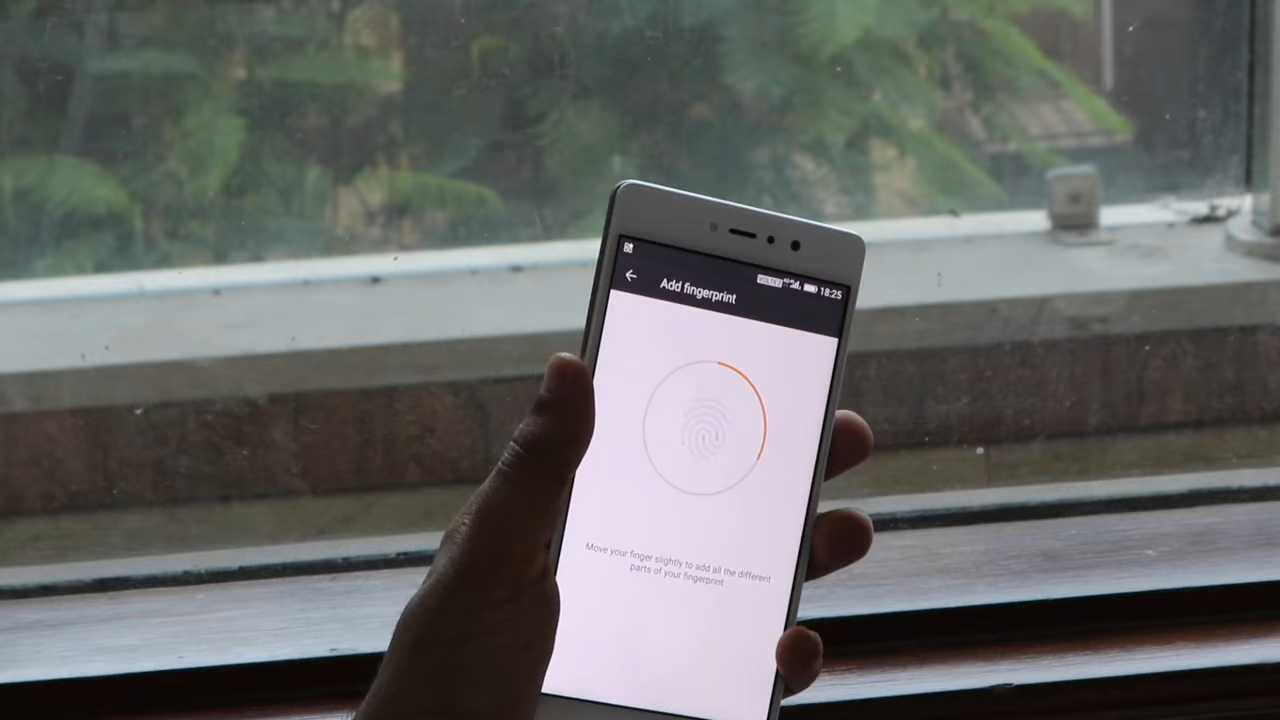 18:25
Add fingerprint
Move your finger slightly to add all the different
parts of your fingerprint